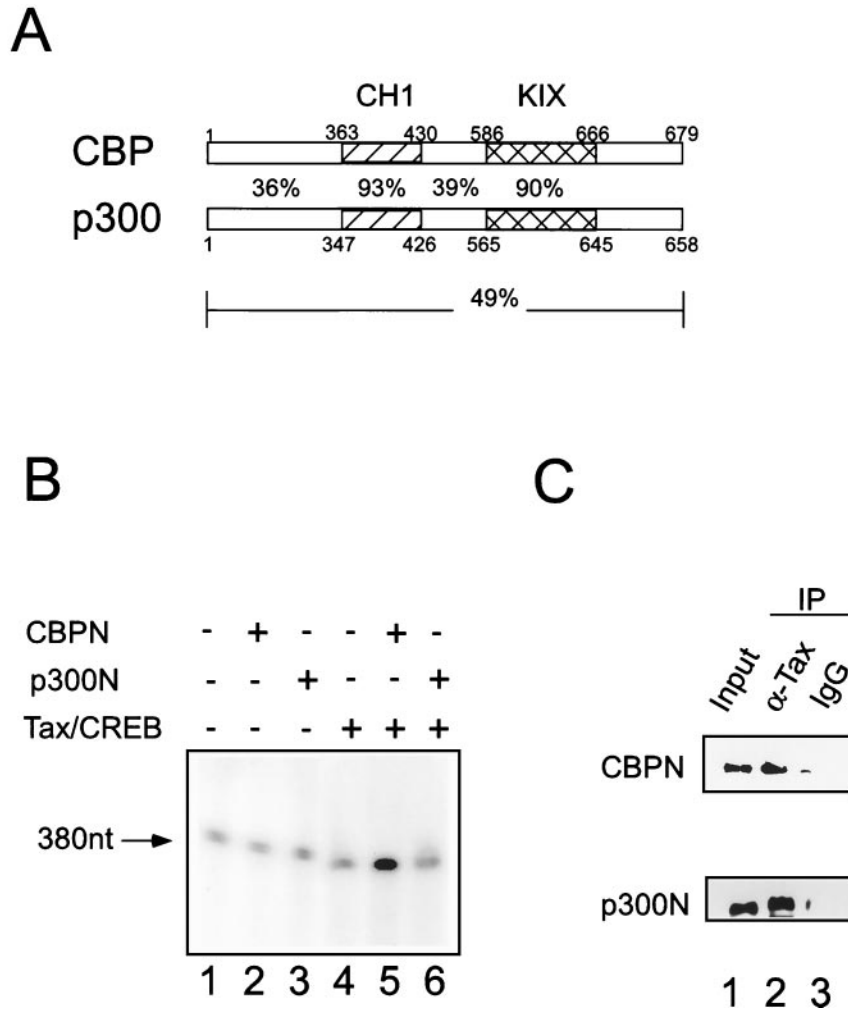 A
CH1 KIX
1 363 430 586 666 679
CBP
36% 93% 39% 90%
p300
1 347 426 565 645 658
49%
B
CBPN - + - - + -
p300N - - + - - +
Tax/CREB - - - + + +
380nt
1 2 3 4 5 6
C
IP
Input α-Tax IgG
CBPN
p300N
1 2 3